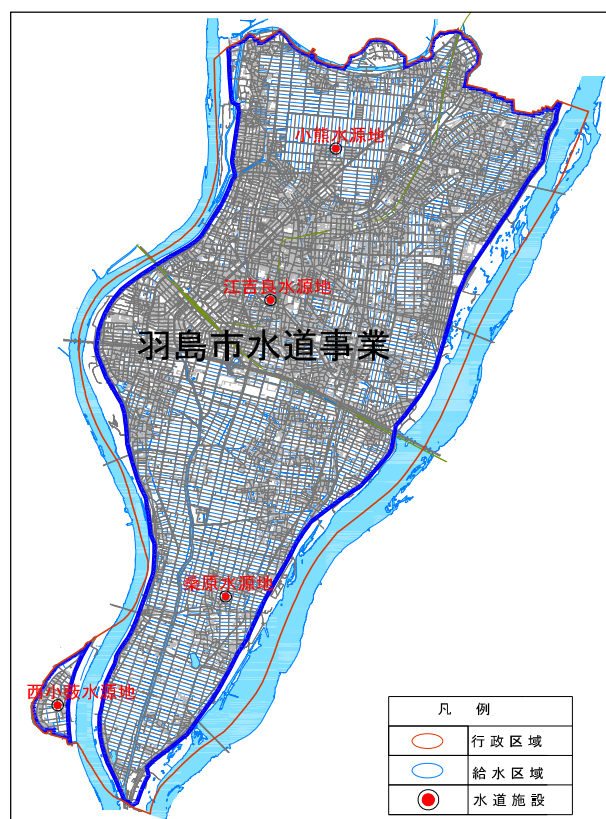 小熊水源地
江吉良水源地
羽島市水道事業
桑原水源地
西小薮水源地
凡 例
行政区域
給水区域
水道施設